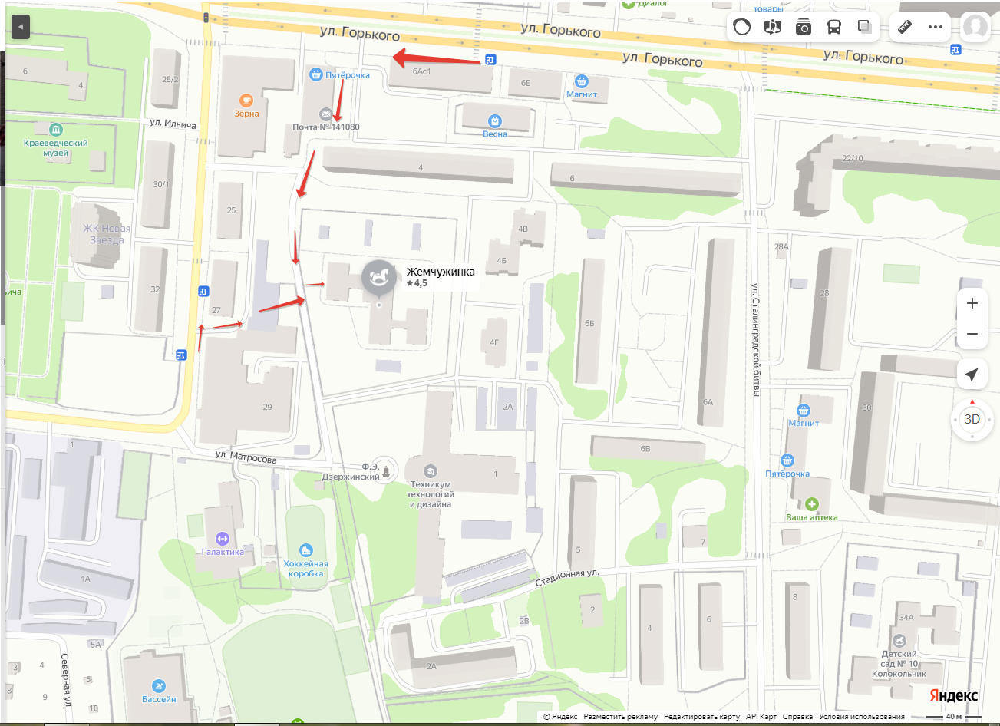 Диалог
товары
ул. Горького
ул. Горького
ул. Горького
ул. Горького
6
4
28/2
Пятёрочка
6Ас1
6Е
Магнит
Зёрна
Почта № 141080
Весна
ул. Ильича
Краеведческий
музей
22/10
4
6
30/1
25
ЖК Новая
Звезда
4В
4Б
28А
Жемчужинка
4,5
ича
32
27
28
6Б
4Г
ул. Сталинградской битвы
29
2А
6А
30
Магнит
3D
1
ул. Матросова
6В
Ф.Э.
Дзержинский
1
Техникум
технологий
и дизайна
Пятёрочка
Ваша аптека
Галактика
Хоккейная
коробка
7
5
1А
Стадионная ул.
2
2В
4
6
8
34А
5А
Северная ул.
3
4
5
8
9
10
2А
Детский
сад № 10
Колокольчик
Бассейн
Яндекс
© Яндекс Разместить рекламу Редактировать карту API Карт Справка Условия использования 40 м